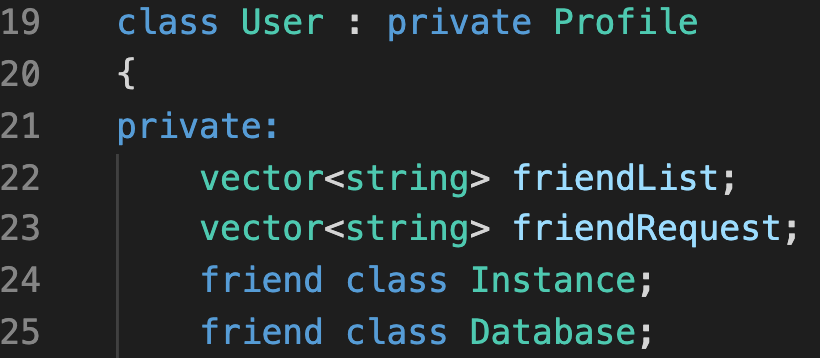 19 class User : private Profile
20 {
21 private:
22 vector<string> friendList;
23 vector<string> friendRequest;
24 friend class Instance;
25 friend class Database;